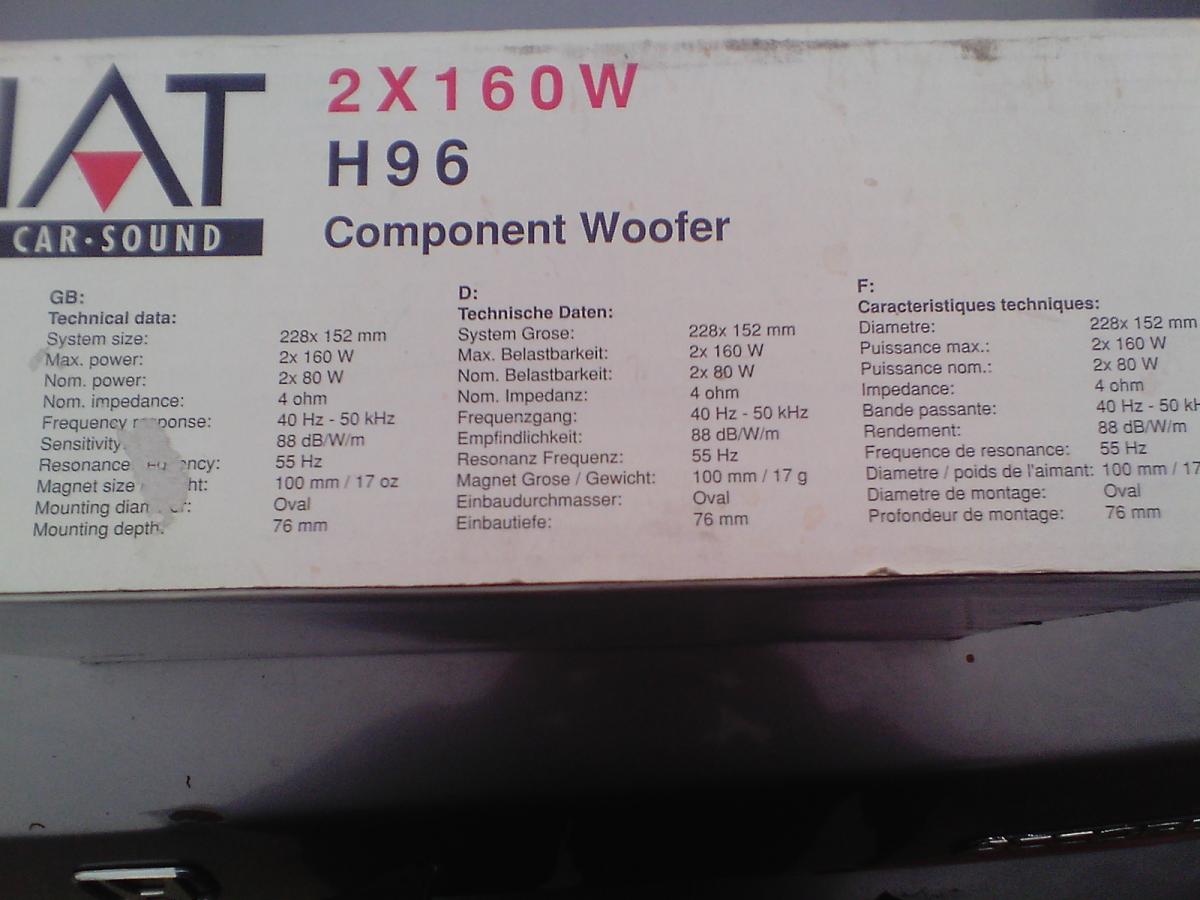 2X160W
H96
CAR·SOUND
Component Woofer
GB:
Technical data:
System size: 228x 152 mm
Max. power: 2x 160 W
Nom. power: 2x 80 W
Nom. impedance: 4 ohm
Frequency 40 Hz - 50 kHz
Sensitivity 88 dB/W/m
Resonance 55 Hz
Magnet size 100 mm / 17 oz
Mounting Oval
Mounting depth: 76 mm
D:
Technische Daten:
System Grose: 228x 152 mm
Max. Belastbarkeit: 2x 160 W
Nom. Belastbarkeit: 2x 80 W
Nom. Impedanz: 4 ohm
Frequenzgang: 40 Hz - 50 kHz
Empfindlichkeit: 88 dB/W/m
Resonanz Frequenz: 55 Hz
Magnet Grose / Gewicht: 100 mm / 17 g
Einbaudurchmasser: Oval
Einbautiefe: 76 mm
F:
Caracteristiques techniques:
Diametre: 228x 152 mm
Puissance max.: 2x 160 W
Puissance nom.: 2x 80 W
Impedance: 4 ohm
Bande passante: 40 Hz - 50 kH
Rendement: 88 dB/W/m
Frequence de resonance: 55 Hz
Diametre / poids de l'aimant: 100 mm / 17
Diametre de montage: Oval
Profondeur de montage: 76 mm